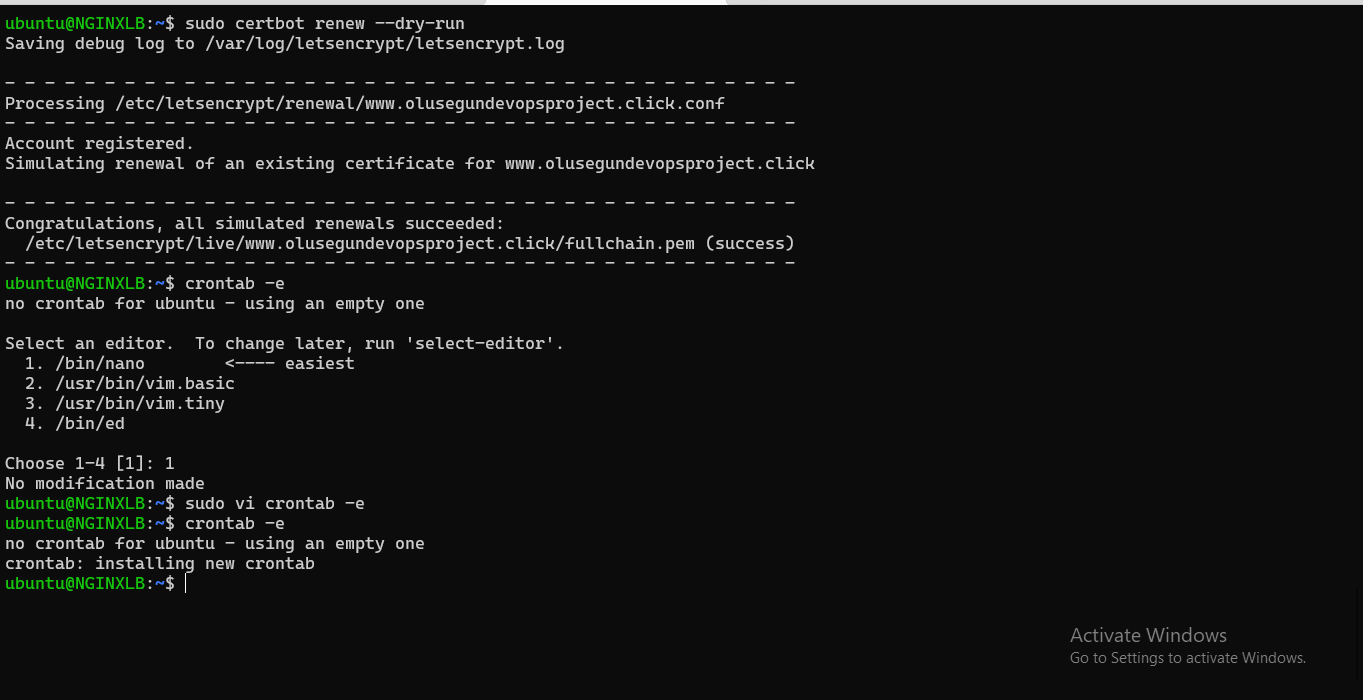 ubuntu@NGINXLB:~$ sudo certbot renew --dry-run
Saving debug log to /var/log/letsencrypt/letsencrypt.log
- - - - - - - - - - - - - - - - - - - - - - - - - - - - - - - - - - - - - - - -
Processing /etc/letsencrypt/renewal/www.olusegundevopsproject.click.conf
- - - - - - - - - - - - - - - - - - - - - - - - - - - - - - - - - - - - - - - -
Account registered.
Simulating renewal of an existing certificate for www.olusegundevopsproject.click
- - - - - - - - - - - - - - - - - - - - - - - - - - - - - - - - - - - - - - - -
Congratulations, all simulated renewals succeeded:
  /etc/letsencrypt/live/www.olusegundevopsproject.click/fullchain.pem (success)
- - - - - - - - - - - - - - - - - - - - - - - - - - - - - - - - - - - - - - - -
ubuntu@NGINXLB:~$ crontab -e
no crontab for ubuntu - using an empty one
Select an editor.  To change later, run 'select-editor'.
  1. /bin/nano        <---- easiest
  2. /usr/bin/vim.basic
  3. /usr/bin/vim.tiny
  4. /bin/ed
Choose 1-4 [1]: 1
No modification made
ubuntu@NGINXLB:~$ sudo vi crontab -e
ubuntu@NGINXLB:~$ crontab -e
no crontab for ubuntu - using an empty one
crontab: installing new crontab
ubuntu@NGINXLB:~$
Activate Windows
Go to Settings to activate Windows.